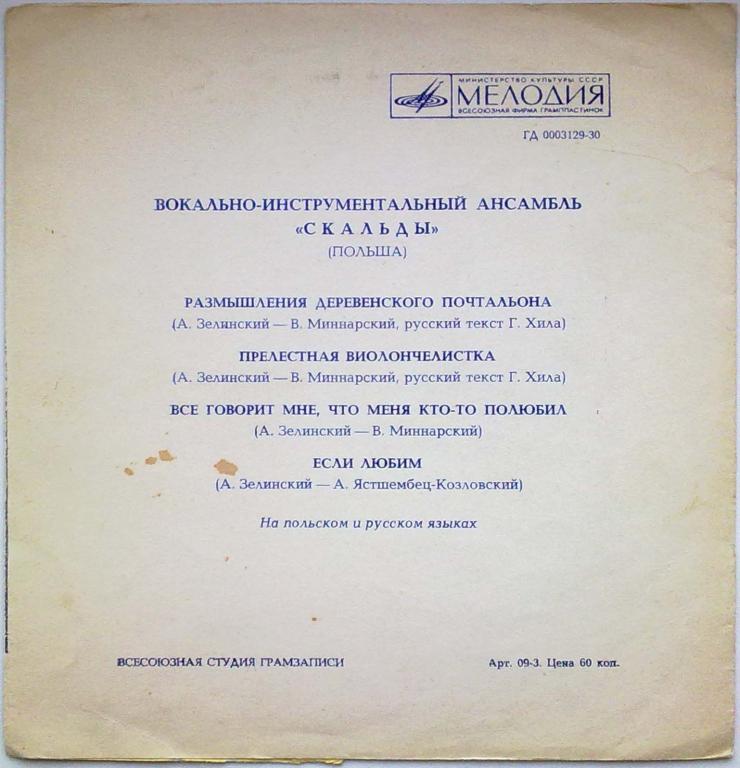 МИНИСТЕРСТВО КУЛЬТУРЫ СССР
МЕЛОДИЯ
ВСЕСОЮЗНАЯ ФИРМА ГРАМПЛАСТИНОК
ГД 0003129-30
ВОКАЛЬНО-ИНСТРУМЕНТАЛЬНЫЙ АНСАМБЛЬ
«СКАЛЬДЫ»
(ПОЛЬША)
РАЗМЫШЛЕНИЯ ДЕРЕВЕНСКОГО ПОЧТАЛЬОНА
(А. Зелинский — В. Миннарский, русский текст Г. Хила)
ПРЕЛЕСТНАЯ ВИОЛОНЧЕЛИСТКА
(А. Зелинский — В. Миннарский, русский текст Г. Хила)
ВСЕ ГОВОРИТ МНЕ, ЧТО МЕНЯ КТО-ТО ПОЛЮБИЛ
(А. Зелинский — В. Миннарский)
ЕСЛИ ЛЮБИМ
(А. Зелинский — А. Ястшембец-Козловский)
На польском и русском языках
ВСЕСОЮЗНАЯ СТУДИЯ ГРАМЗАПИСИ
Арт. 09-3. Цена 60 коп.